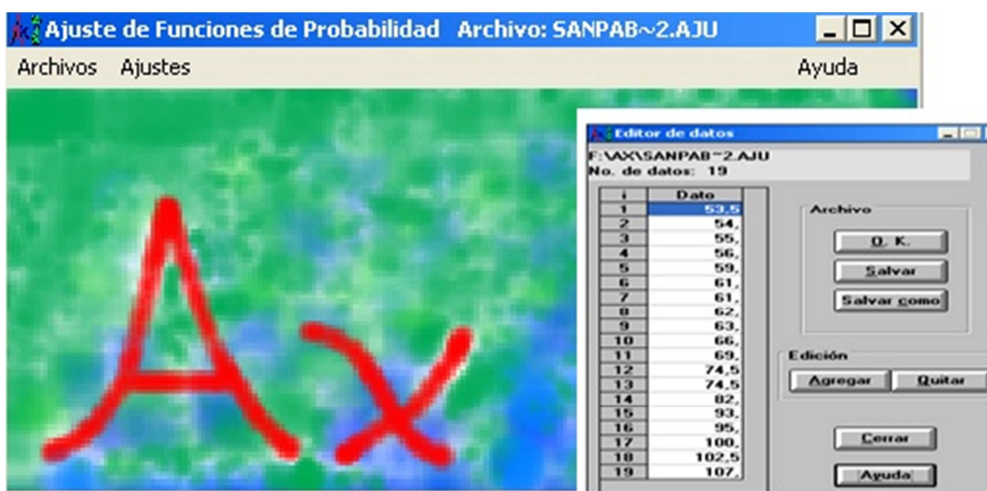 Ajuste de Funciones de Probabilidad Archivo: SANPAB~2.AJU
Archivos Ajustes Ayuda
Ax
Editor de datos
F:\AX\SANPAB~2.AJU
No. de datos: 19
i Dato
1 53,5
2 54,
3 55,
4 56,
5 59,
6 61,
7 61,
8 62,
9 63,
10 66,
11 69,
12 74,5
13 74,5
14 82,
15 93,
16 95,
17 100,
18 102,5
19 107,
Archivo
O. K.
Salvar
Salvar como
Edición
Agregar Quitar
Cerrar
Ayuda